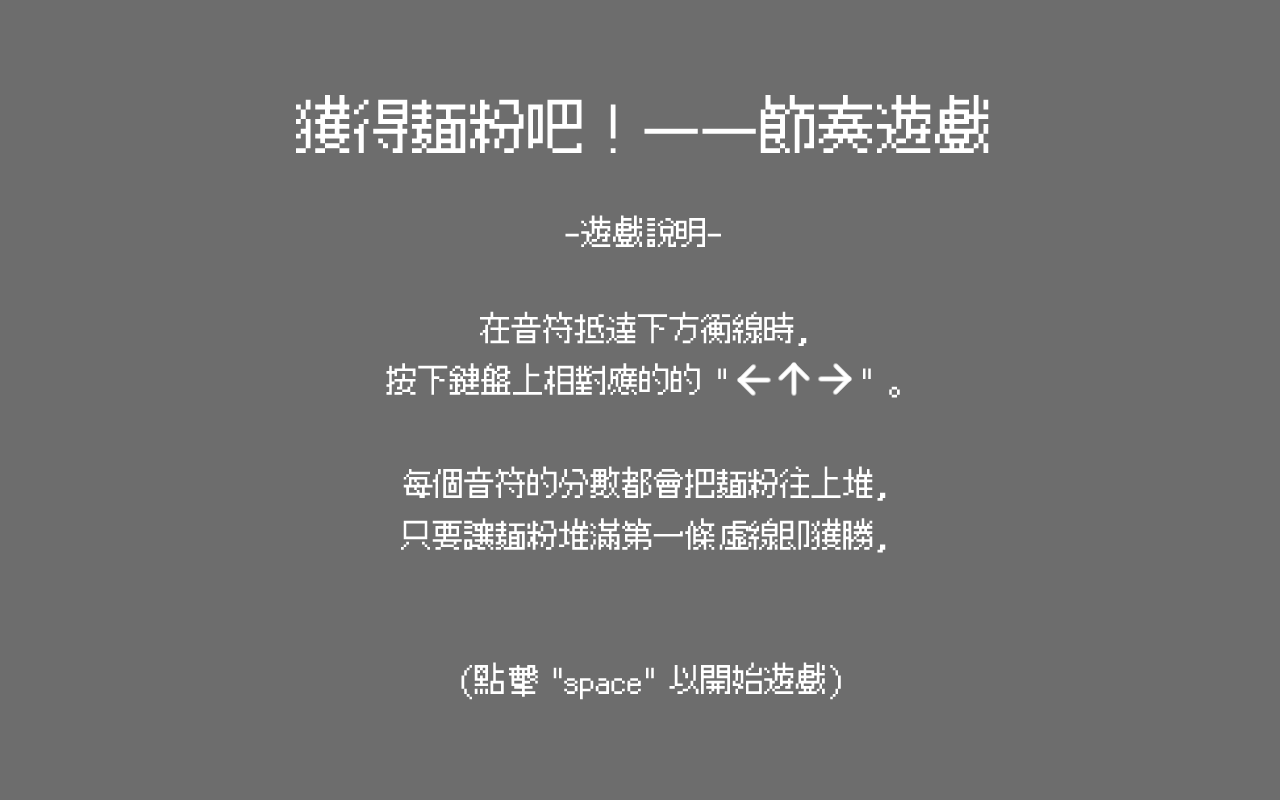 獲得麵粉吧！——節奏遊戲
-遊戲說明-
在音符抵達下方衡線時,
按下鍵盤上相對應的的 "←↑→" 。
每個音符的分數都會把麵粉往上堆,
只要讓麵粉堆滿第一條虛線即獲勝,
(點擊 "space" 以開始遊戲)